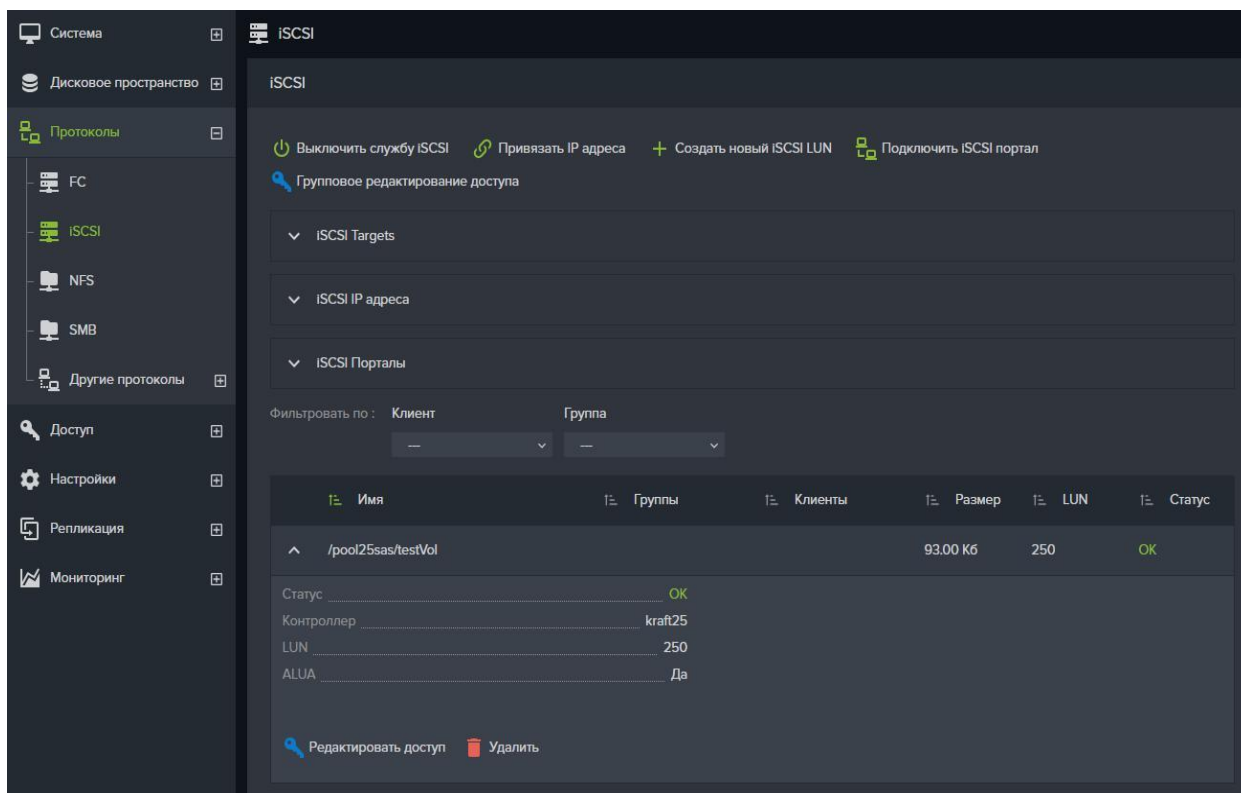 Система
iSCSI
Дисковое пространство
iSCSI
Протоколы
Выключить службу iSCSI Привязать IP адреса Создать новый iSCSI LUN Подключить iSCSI портал
Групповое редактирование доступа
FC
iSCSI
NFS
SMB
Другие протоколы
Доступ
Настройки
Репликация
Мониторинг
iSCSI Targets
iSCSI IP адреса
iSCSI Порталы
Фильтровать по : Клиент Группа
--- ---
Имя Группы Клиенты Размер LUN Статус
/pool25sas/testVol 93.00 Кб 250 OK
Статус OK
Контроллер kraft25
LUN 250
ALUA Да
Редактировать доступ Удалить